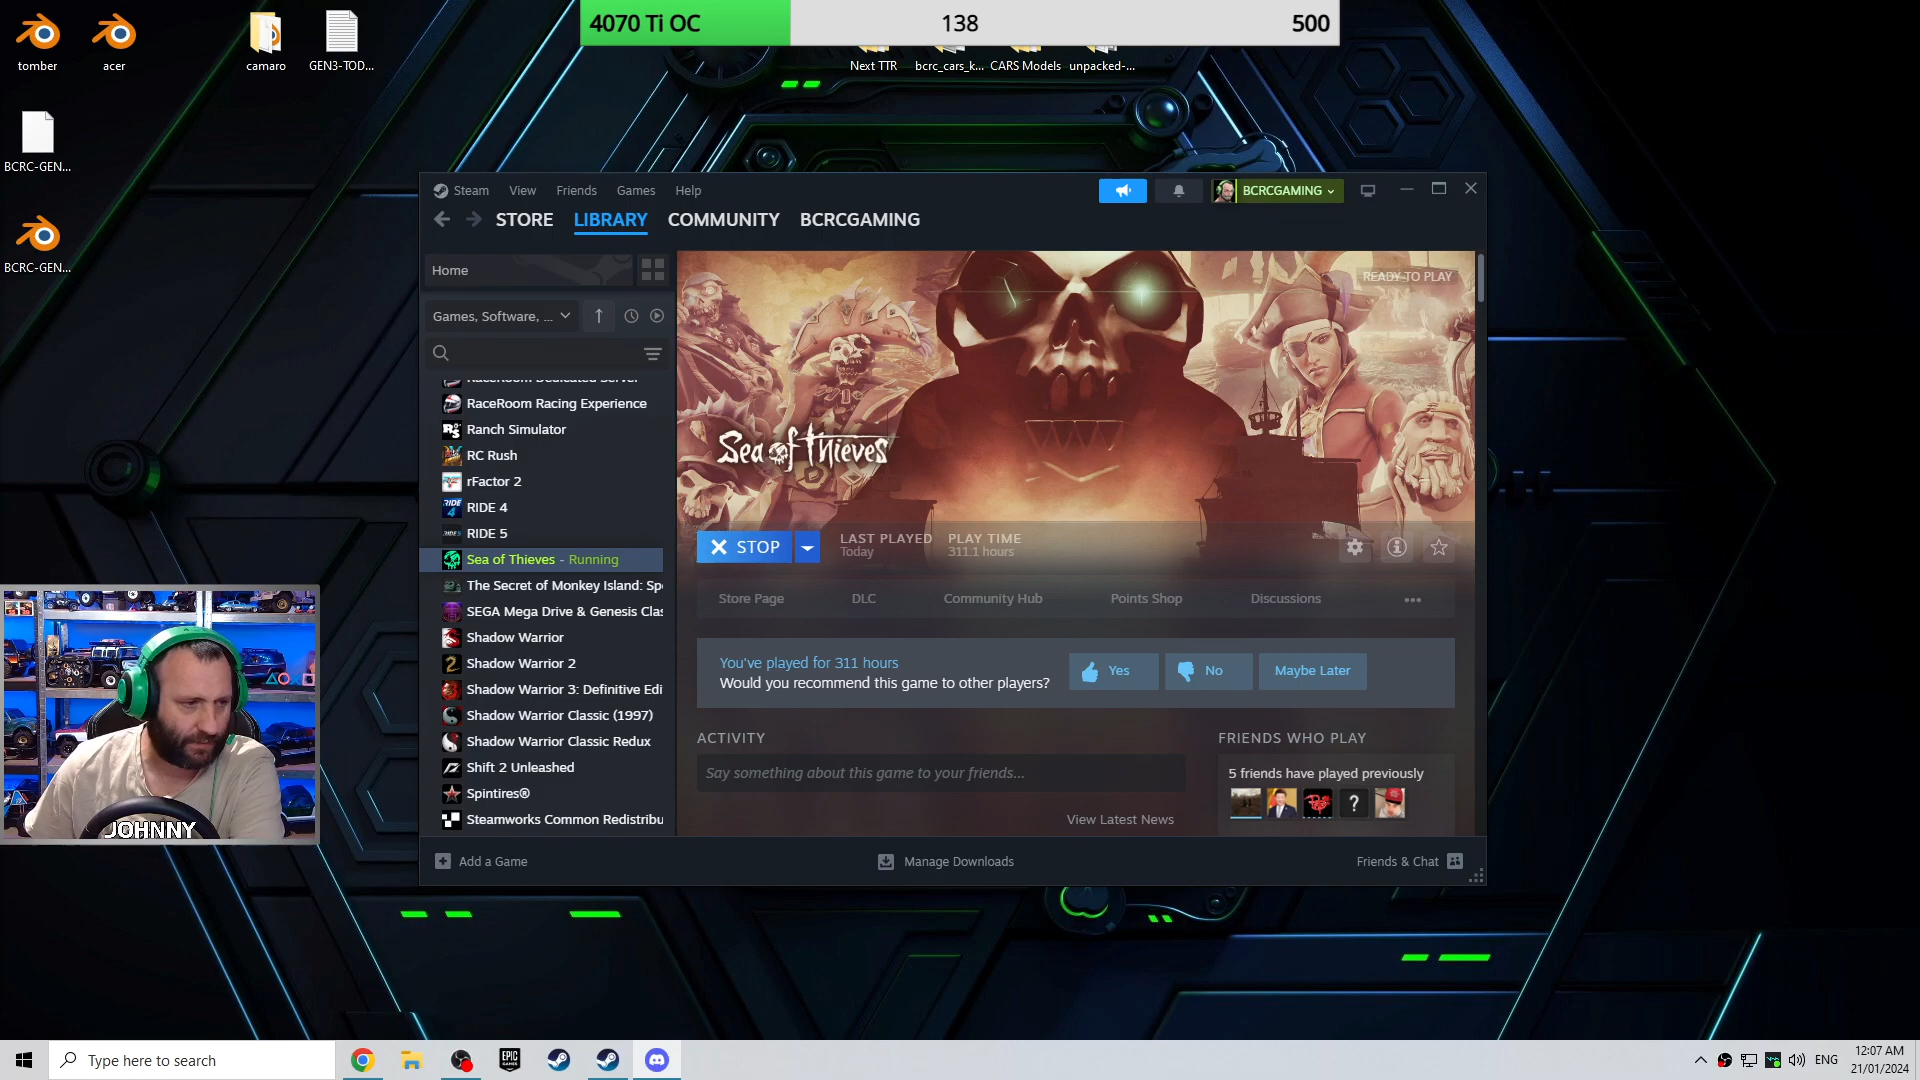 4070 Ti OC 138 500
tomber
acer
camaro
GEN3-TOD...
Next TTR
bcrc_cars_k...
CARS Models
unpacked-...
BCRC-GEN...
BCRC-GEN...
Steam View Friends Games Help
BCRCGAMING
STORE LIBRARY COMMUNITY BCRCGAMING
Home
Games, Software, ...
RaceRoom Dedicated Server
RaceRoom Racing Experience
Ranch Simulator
RC Rush
rFactor 2
RIDE 4
RIDE 5
Sea of Thieves - Running
The Secret of Monkey Island: Spe
SEGA Mega Drive & Genesis Clas
Shadow Warrior
Shadow Warrior 2
Shadow Warrior 3: Definitive Edi
Shadow Warrior Classic (1997)
Shadow Warrior Classic Redux
Shift 2 Unleashed
Spintires®
Steamworks Common Redistribu
READY TO PLAY
Sea of Thieves
STOP
LAST PLAYED
Today
PLAY TIME
311.1 hours
Store Page DLC Community Hub Points Shop Discussions
You've played for 311 hours
Would you recommend this game to other players?
Yes No Maybe Later
ACTIVITY
Say something about this game to your friends...
View Latest News
FRIENDS WHO PLAY
5 friends have played previously
?
Add a Game
Manage Downloads
Friends & Chat
JOHNNY
Type here to search
EPIC GAMES
ENG
12:07 AM
21/01/2024